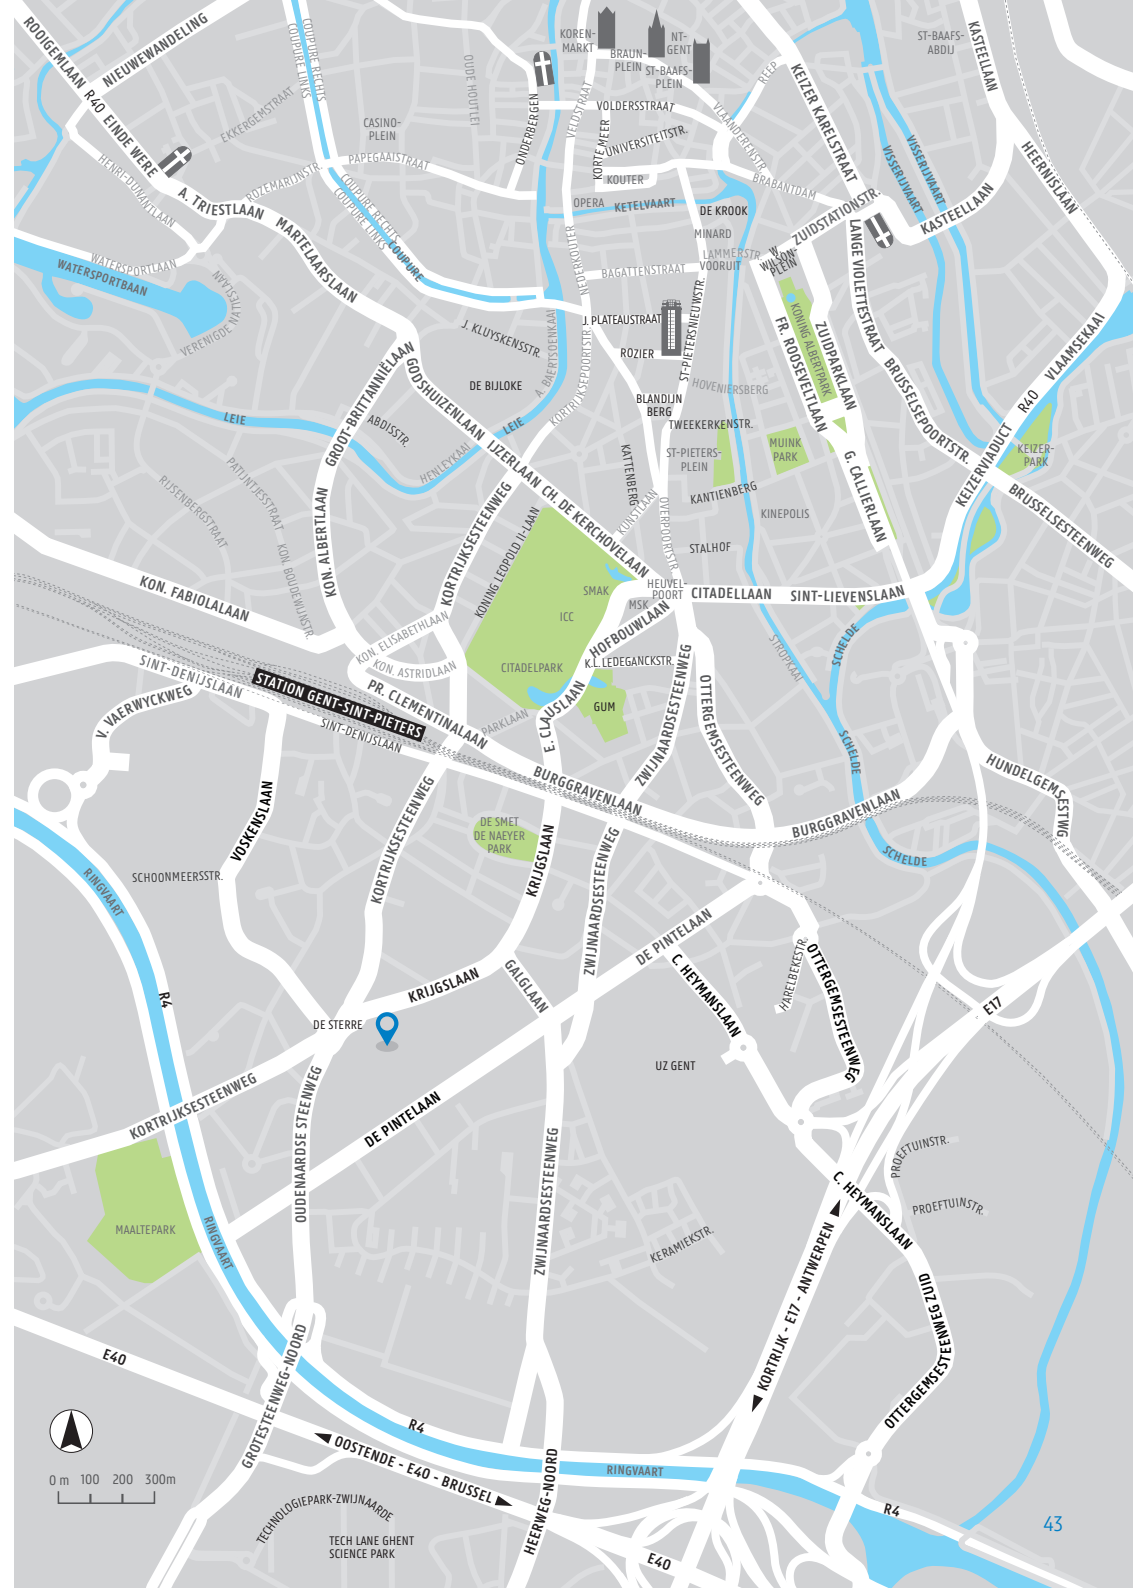 ROOIGEMLAAN
R40
EINDE WERE
NIEUWEWANDELING
COUPURE RECHTS
COUPURE LINKS
EKKERGEMSTRAAT
CASINO-
PLEIN
OUDE HOUTLEI
KOREN-
MARKT
BRAUN-
PLEIN
NT-
GENT
ST-BAAFS-
PLEIN
ST-BAAFS-
ABDIJ
KASTEELLAAN
REEP
KEIZER KARELSTRAAT
ONDERBERGEN
VELDSTRAAT
VOLDERSSTRAAT
KORTE MEER
UNIVERSITEITSTR.
VLAANDERENSTR.
BRABANTDAM
VISSERIJVAART
VISSERIJVAART
HEERNISLAAN
HENRI DUNANTLAAN
ROZEMARIJNSTR.
PAPEGAAISTRAAT
A. TRIESTLAAN
COUPURE RECHTS
COUPURE LINKS
COUPURE
KOUTER
OPERA
KETELVAART
DE KROOK
MINARD
ZUIDSTATIONSTR.
KASTEELLAAN
MARTELAARSLAAN
WATERSPORTLAAN
WATERSPORTBAAN
VERENIGDE NATIESLAAN
NEDERKOUTER
BAGATTENSTRAAT
LAMMERSTR.
VOORUIT
W.
WILSON-
PLEIN
LANGE VIOLETTESTRAAT
KONING ALBERTPARK
ZUIDPARKLAAN
FR. ROOSEVELTLAAN
J. KLUYSKENSSTR.
A. BAERTSOENKAAI
J. PLATEAUSTRAAT
ROZIER
ST-PIETERSNIEUWSTR.
KORTRIJKSEPOORTSTR.
DE BIJLOKE
HOVENIERSBERG
BLANDIJN
BERG
TWEEKERKENSTR.
BRUSSELSEPOORTSTR.
VLAAMSEKAAI
R40
KEIZERVIADUCT
KEIZER-
PARK
BRUSSELSESTEENWEG
LEIE
GROOT-BRITTANNIËLAAN
GODSHUIZENLAAN
ABDISSTR.
LEIE
HENLEYKAAI
IJZERLAAN
CH. DE KERCHOVELAAN
KATTENBERG
ST-PIETERS-
PLEIN
MUINK
PARK
G. CALLIERLAAN
KANTIENBERG
KINEPOLIS
KUNSTLAAN
OVERPOORTSTR.
STALHOF
PATIJNTJESSTRAAT
RIJSENBERGSTRAAT
KON. BOUDEWIJNSTR.
KON. ALBERTLAAN
KORTRIJKSESTEENWEG
KONING LEOPOLD II-LAAN
KON. FABIOLALAAN
SMAK
ICC
MSK
HEUVEL-
POORT
CITADELLAAN
SINT-LIEVENSLAAN
HOFBOUWLAAN
K.L. LEDEGANCKSTR.
CITADELPARK
GUM
STROPKAAI
SCHELDE
KON. ELISABETHLAAN
KON. ASTRIDLAAN
SINT-DENIJSLAAN
STATION GENT-SINT-PIETERS
SINT-DENIJSLAAN
PR. CLEMENTINALAAN
PARKLAAN
E. CLAUSLAAN
ZWIJNAARDSESTEENWEG
OTTERGEMSESTEENWEG
SCHELDE
V. VAERWYCKWEG
BURGGRAVENLAAN
BURGGRAVENLAAN
HUNDELGEMSESTWG
SCHELDE
VOSKENSLAAN
KORTRIJKSESTEENWEG
DE SMET
DE NAEYER
PARK
KRIJGSLAAN
ZWIJNAARDSESTEENWEG
SCHOONMEERSSTR.
RINGVAART
R4
DE PINTELAAN
C. HEYMANSLAAN
HARELBEKESTR.
OTTERGEMSESTEENWEG
GALGLAAN
KRIJGSLAAN
DE STERRE
E17
UZ GENT
KORTRIJKSESTEENWEG
OUDENAARDSE STEENWEG
DE PINTELAAN
ZWIJNAARDSESTEENWEG
PROEFTUINSTR.
PROEFTUINSTR.
C. HEYMANSLAAN
MAALTEPARK
RINGVAART
KERAMIEKSTR.
KORTRIJK - E17 - ANTWERPEN
OTTERGEMSESTEENWEG ZUID
E40
GROTESTEENWEG-NOORD
R4
OOSTENDE - E40 - BRUSSEL
RINGVAART
HEERWEG-NOORD
R4
0 m 100 200 300m
TECHNOLOGIEPARK-ZWIJNAARDE
TECH LANE GHENT
SCIENCE PARK
E40
43